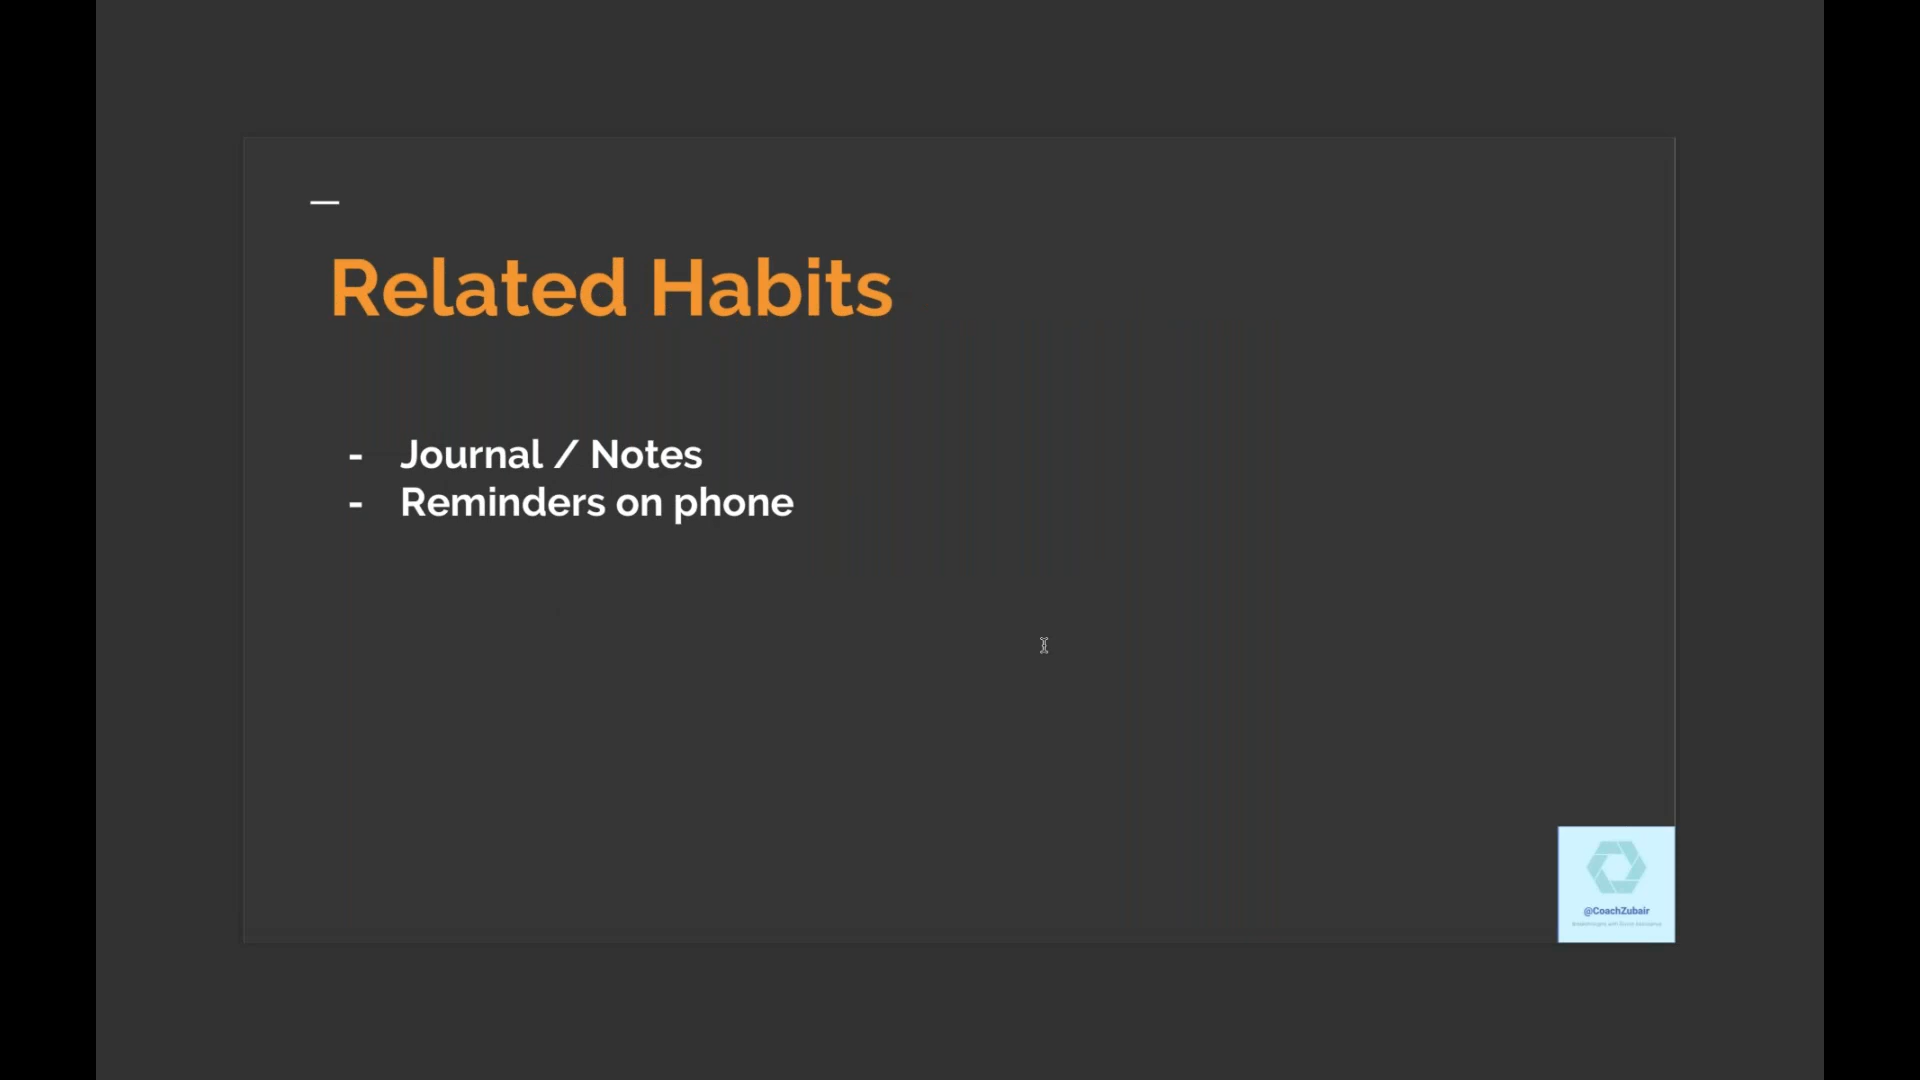 Related Habits
- Journal / Notes
- Reminders on phone
@CoachZubair